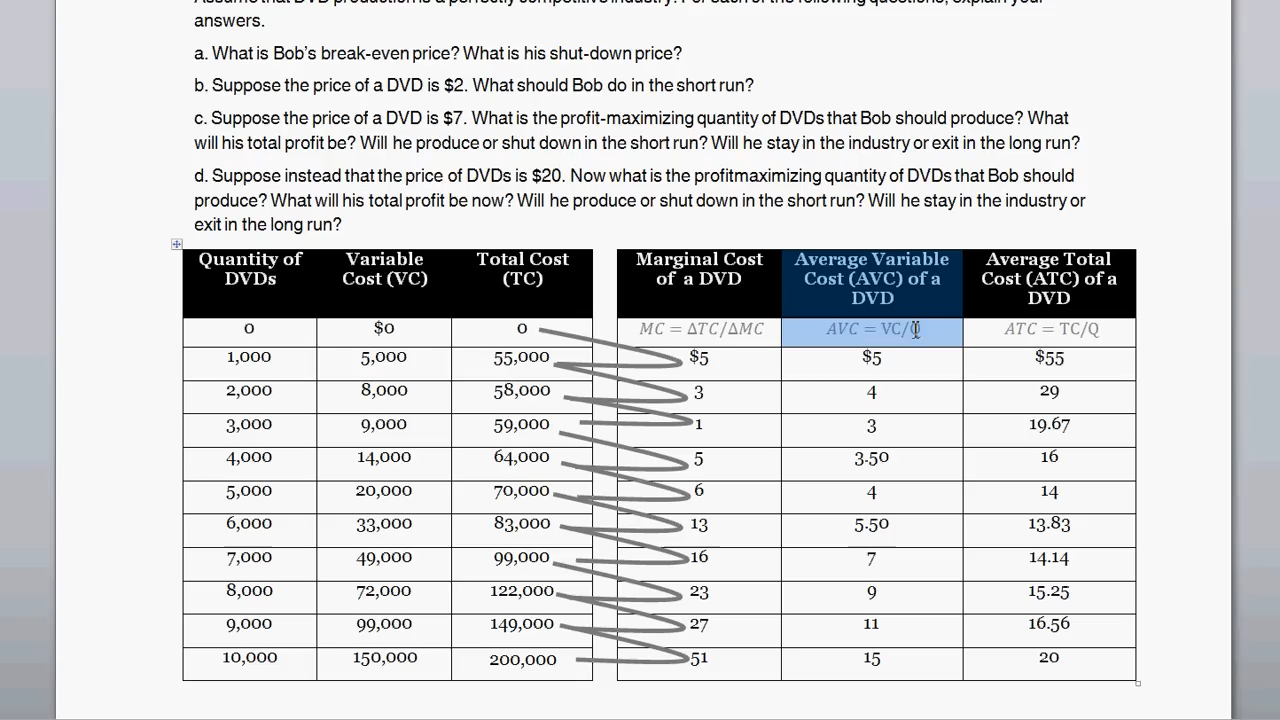 answers.
a. What is Bob's break-even price? What is his shut-down price?
b. Suppose the price of a DVD is $2. What should Bob do in the short run?
c. Suppose the price of a DVD is $7. What is the profit-maximizing quantity of DVDs that Bob should produce? What
will his total profit be? Will he produce or shut down in the short run? Will he stay in the industry or exit in the long run?
d. Suppose instead that the price of DVDs is $20. Now what is the profitmaximizing quantity of DVDs that Bob should
produce? What will his total profit be now? Will he produce or shut down in the short run? Will he stay in the industry or
exit in the long run?
Quantity of DVDs Variable Cost (VC) Total Cost (TC) Marginal Cost of a DVD Average Variable Cost (AVC) of a DVD Average Total Cost (ATC) of a DVD
0 $0 0 MC = ΔTC/ΔMC AVC = VC/Q ATC = TC/Q
1,000 5,000 55,000 $5 $5 $55
2,000 8,000 58,000 3 4 29
3,000 9,000 59,000 1 3 19.67
4,000 14,000 64,000 5 3.50 16
5,000 20,000 70,000 6 4 14
6,000 33,000 83,000 13 5.50 13.83
7,000 49,000 99,000 16 7 14.14
8,000 72,000 122,000 23 9 15.25
9,000 99,000 149,000 27 11 16.56
10,000 150,000 200,000 51 15 20